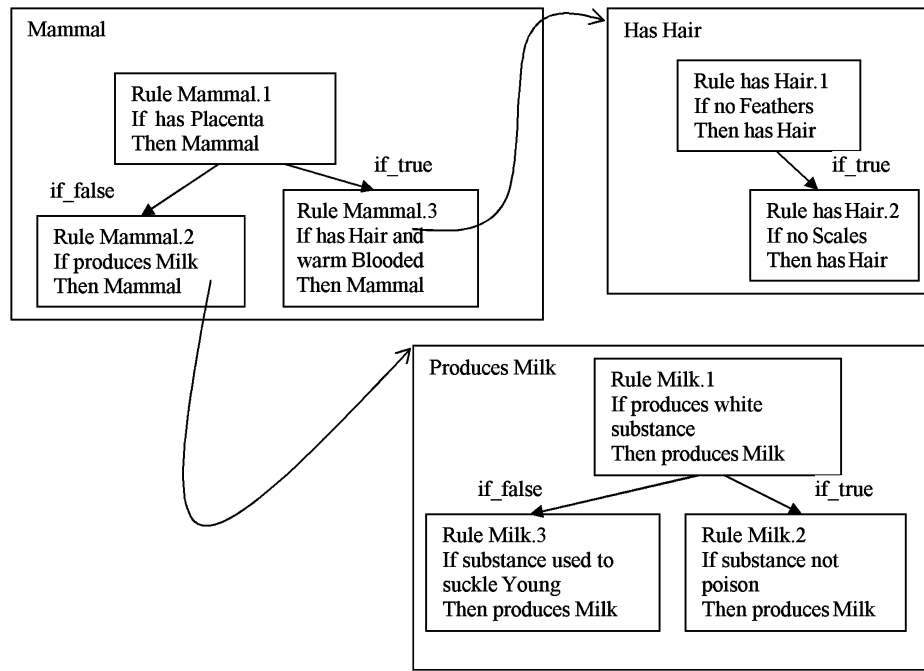 Mammal
Rule Mammal.1
If has Placenta
Then Mammal
if_false
if_true
Rule Mammal.2
If produces Milk
Then Mammal
Rule Mammal.3
If has Hair and
warm Blooded
Then Mammal
Has Hair
Rule has Hair.1
If no Feathers
Then has Hair
if_true
Rule has Hair.2
If no Scales
Then has Hair
Produces Milk
Rule Milk.1
If produces white
substance
Then produces Milk
if_false
if_true
Rule Milk.3
If substance used to
suckle Young
Then produces Milk
Rule Milk.2
If substance not
poison
Then produces Milk